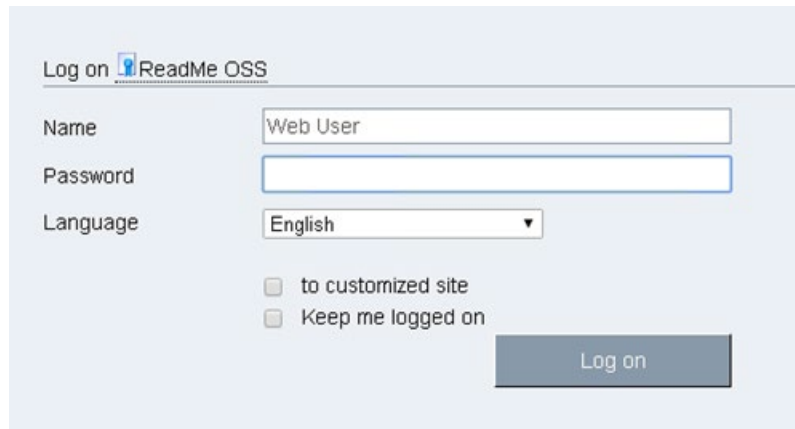 Log on ReadMe OSS
Name Web User
Password
Language English
to customized site
Keep me logged on
Log on